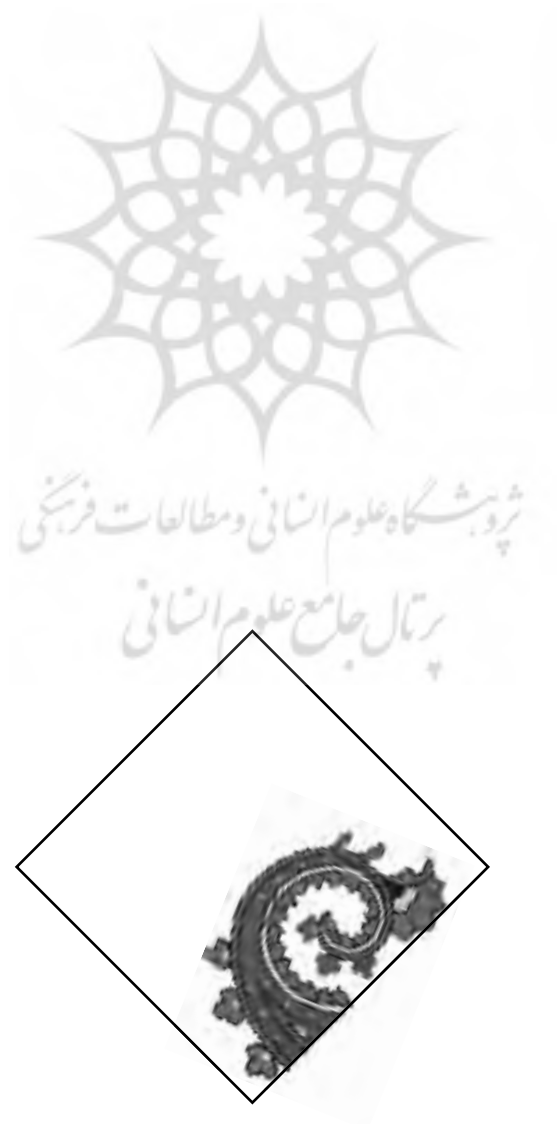 پژوهشگاه علوم انسانی و مطالعات فرهنگی
پرتال جامع علوم انسانی